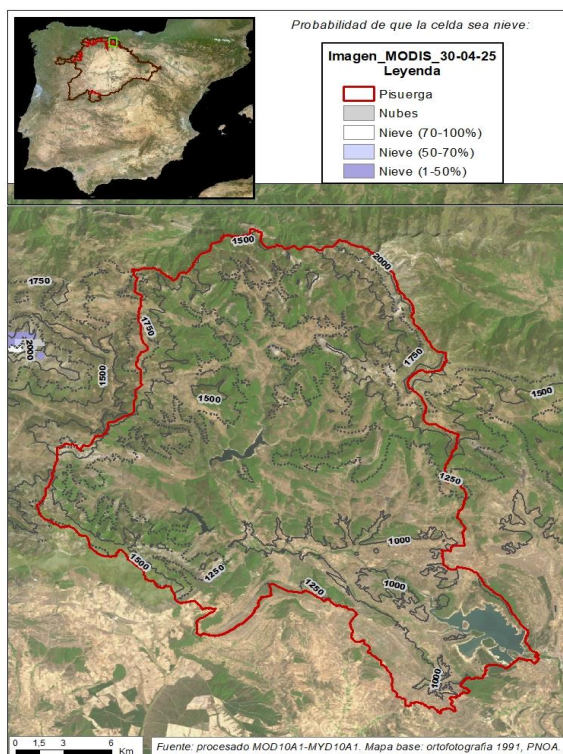 Probabilidad de que la celda sea nieve:
Imagen_MODIS_30-04-25
Leyenda
Pisuerga
Nubes
Nieve (70-100%)
Nieve (50-70%)
Nieve (1-50%)
1500
2000
1750
1750
2000
1750
1500
1500
1500
1250
1000
1500
1250
1250
1000
1000
0 1,5 3 6
Km
Fuente: procesado MOD10A1-MYD10A1. Mapa base: ortofotografía 1991, PNOA.